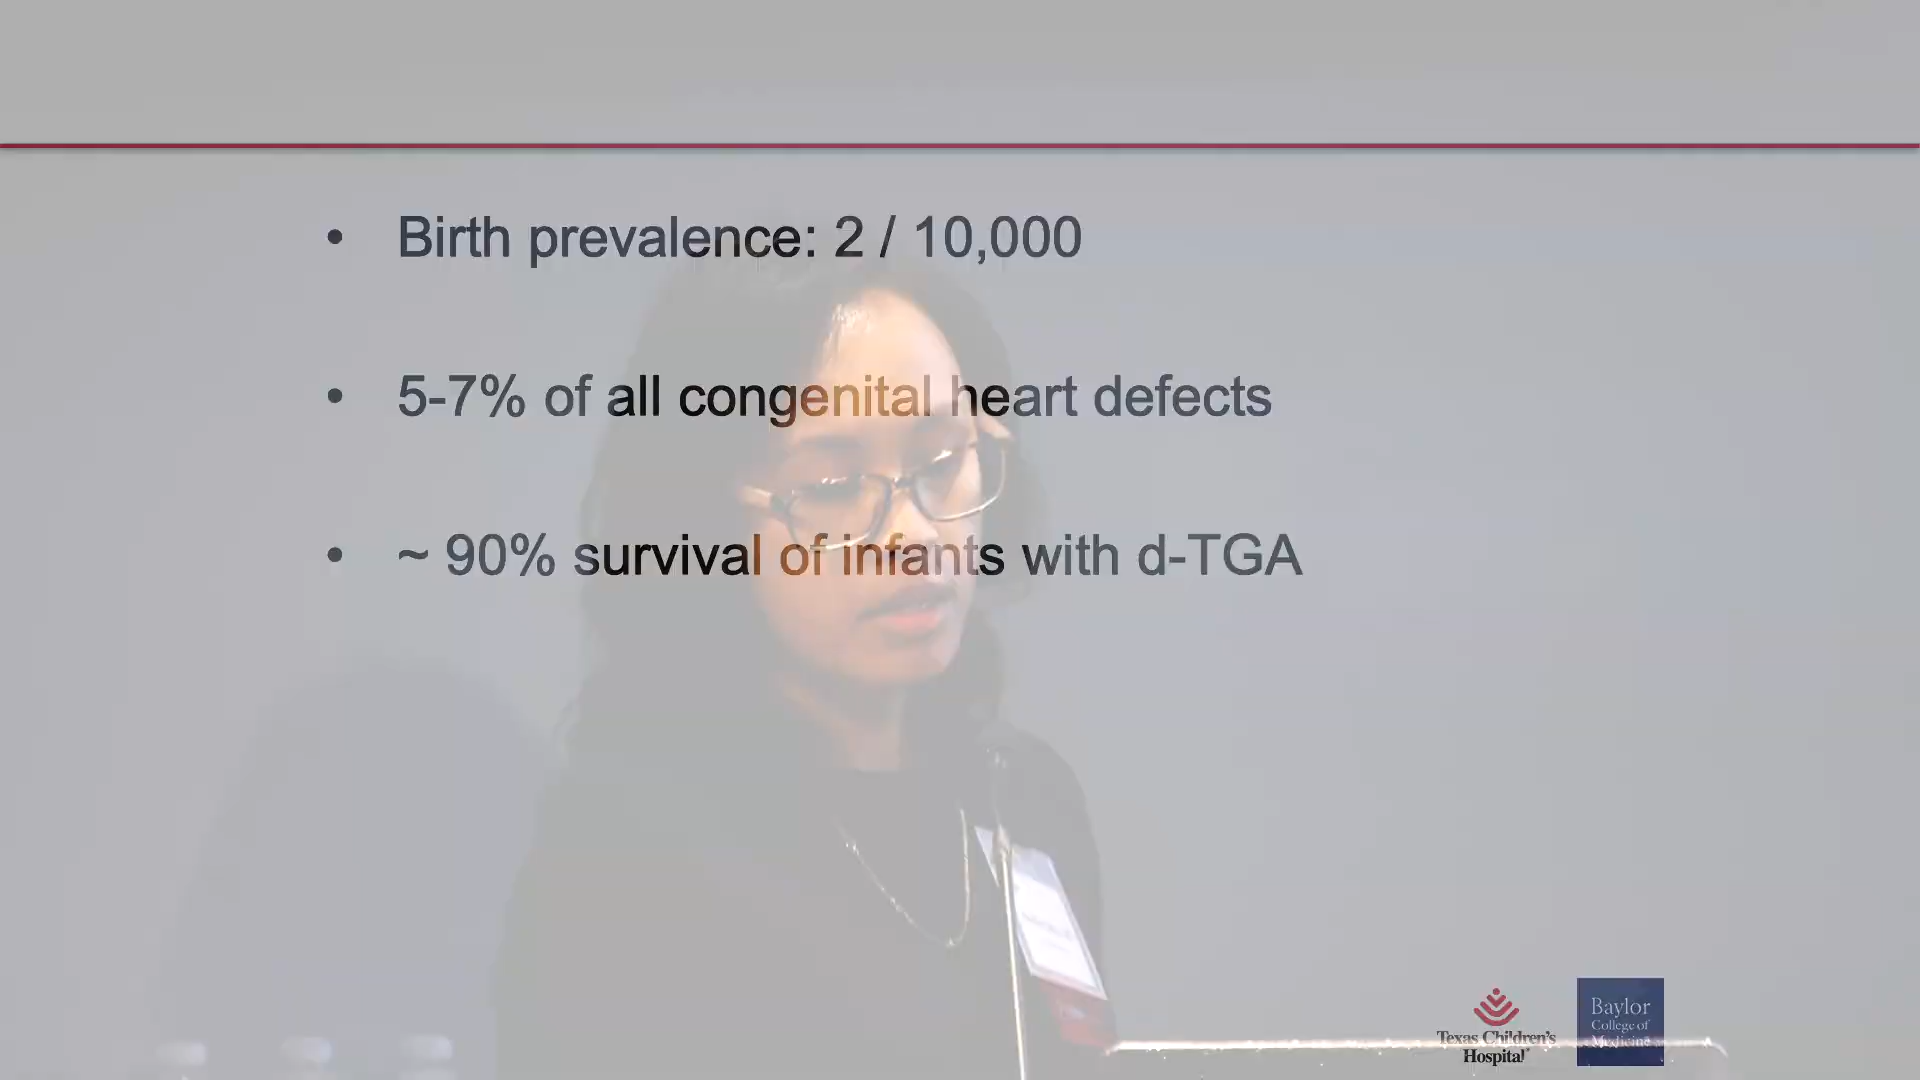 • Birth prevalence: 2 / 10,000
• 5-7% of all congenital heart defects
• ~ 90% survival of infants with d-TGA
Texas Children's
Hospital
Baylor
College of
Medicine